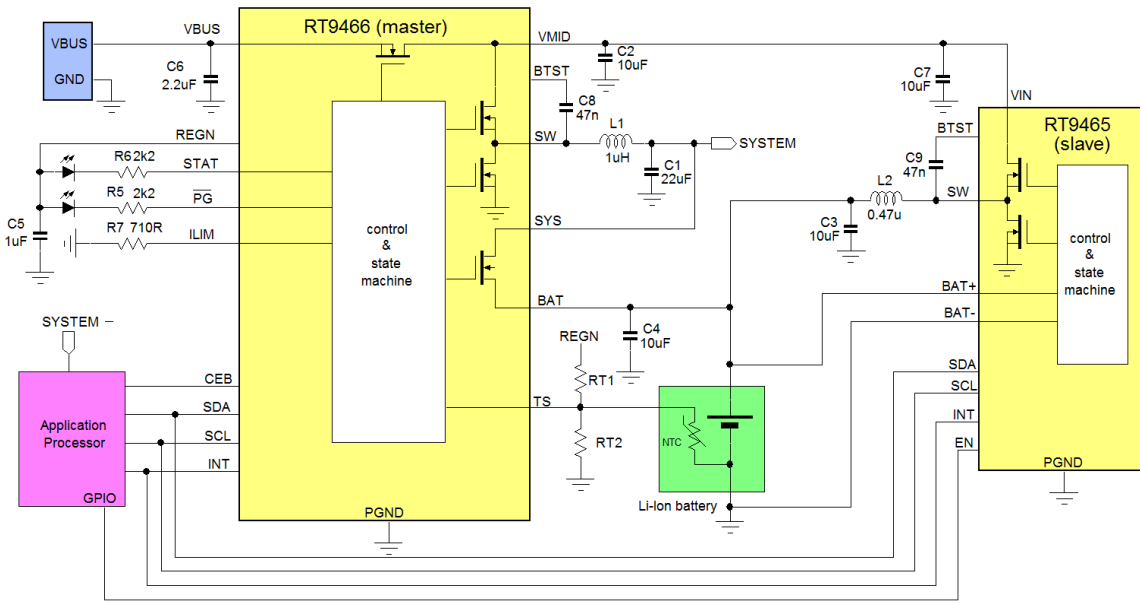 RT9466 (master)
VBUS
VBUS
GND
C6
2.2uF
VMID
C2
10uF
C7
10uF
VIN
BTST
C8
47n
SW
L1
1uH
SYSTEM
C1
22uF
RT9465
(slave)
BTST
C9
47n
L2
0.47u
SW
C3
10uF
REGN
R6 2k2
STAT
R5 2k2
PG
R7 710R
ILIM
C5
1uF
control
&
state
machine
SYS
BAT
C4
10uF
control
&
state
machine
BAT+
BAT-
SDA
SCL
INT
EN
PGND
SYSTEM –
Application
Processor
GPIO
CEB
SDA
SCL
INT
PGND
REGN
RT1
TS
RT2
NTC
Li-Ion battery